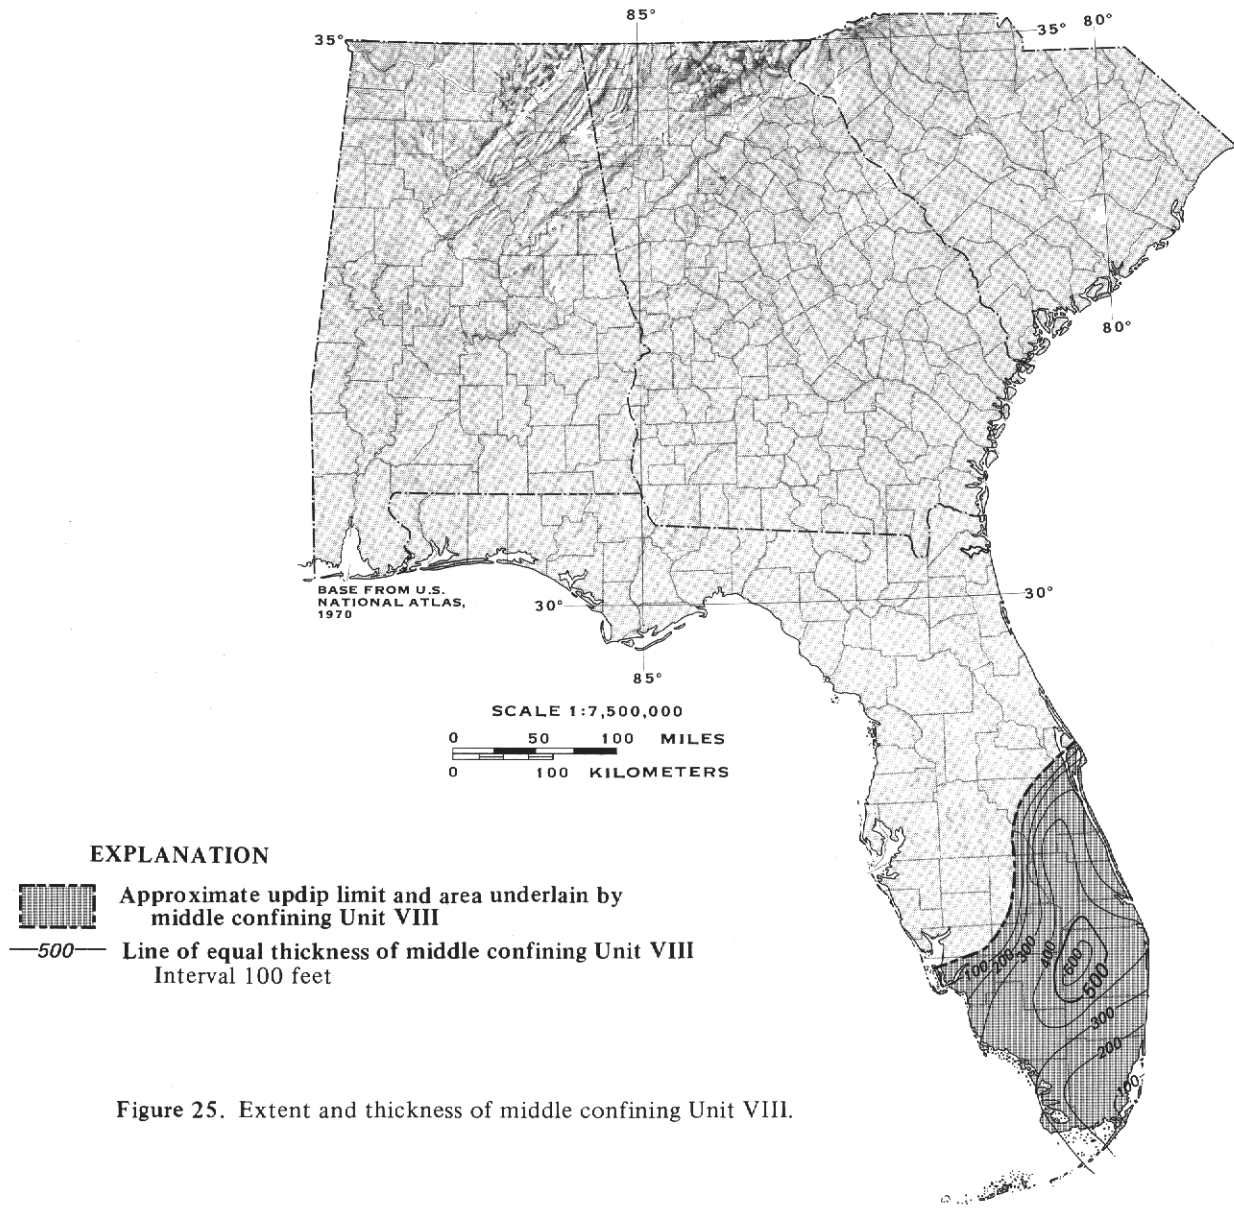 85°
35°
35°
80°
80°
80°
BASE FROM U.S.
NATIONAL ATLAS,
1970
30°
30°
85°
SCALE 1:7,500,000
0 50 100 MILES
0 100 KILOMETERS
EXPLANATION
Approximate updip limit and area underlain by
middle confining Unit VIII
500 Line of equal thickness of middle confining Unit VIII
Interval 100 feet
100
200
300
400
600
500
300
200
100
Figure 25. Extent and thickness of middle confining Unit VIII.